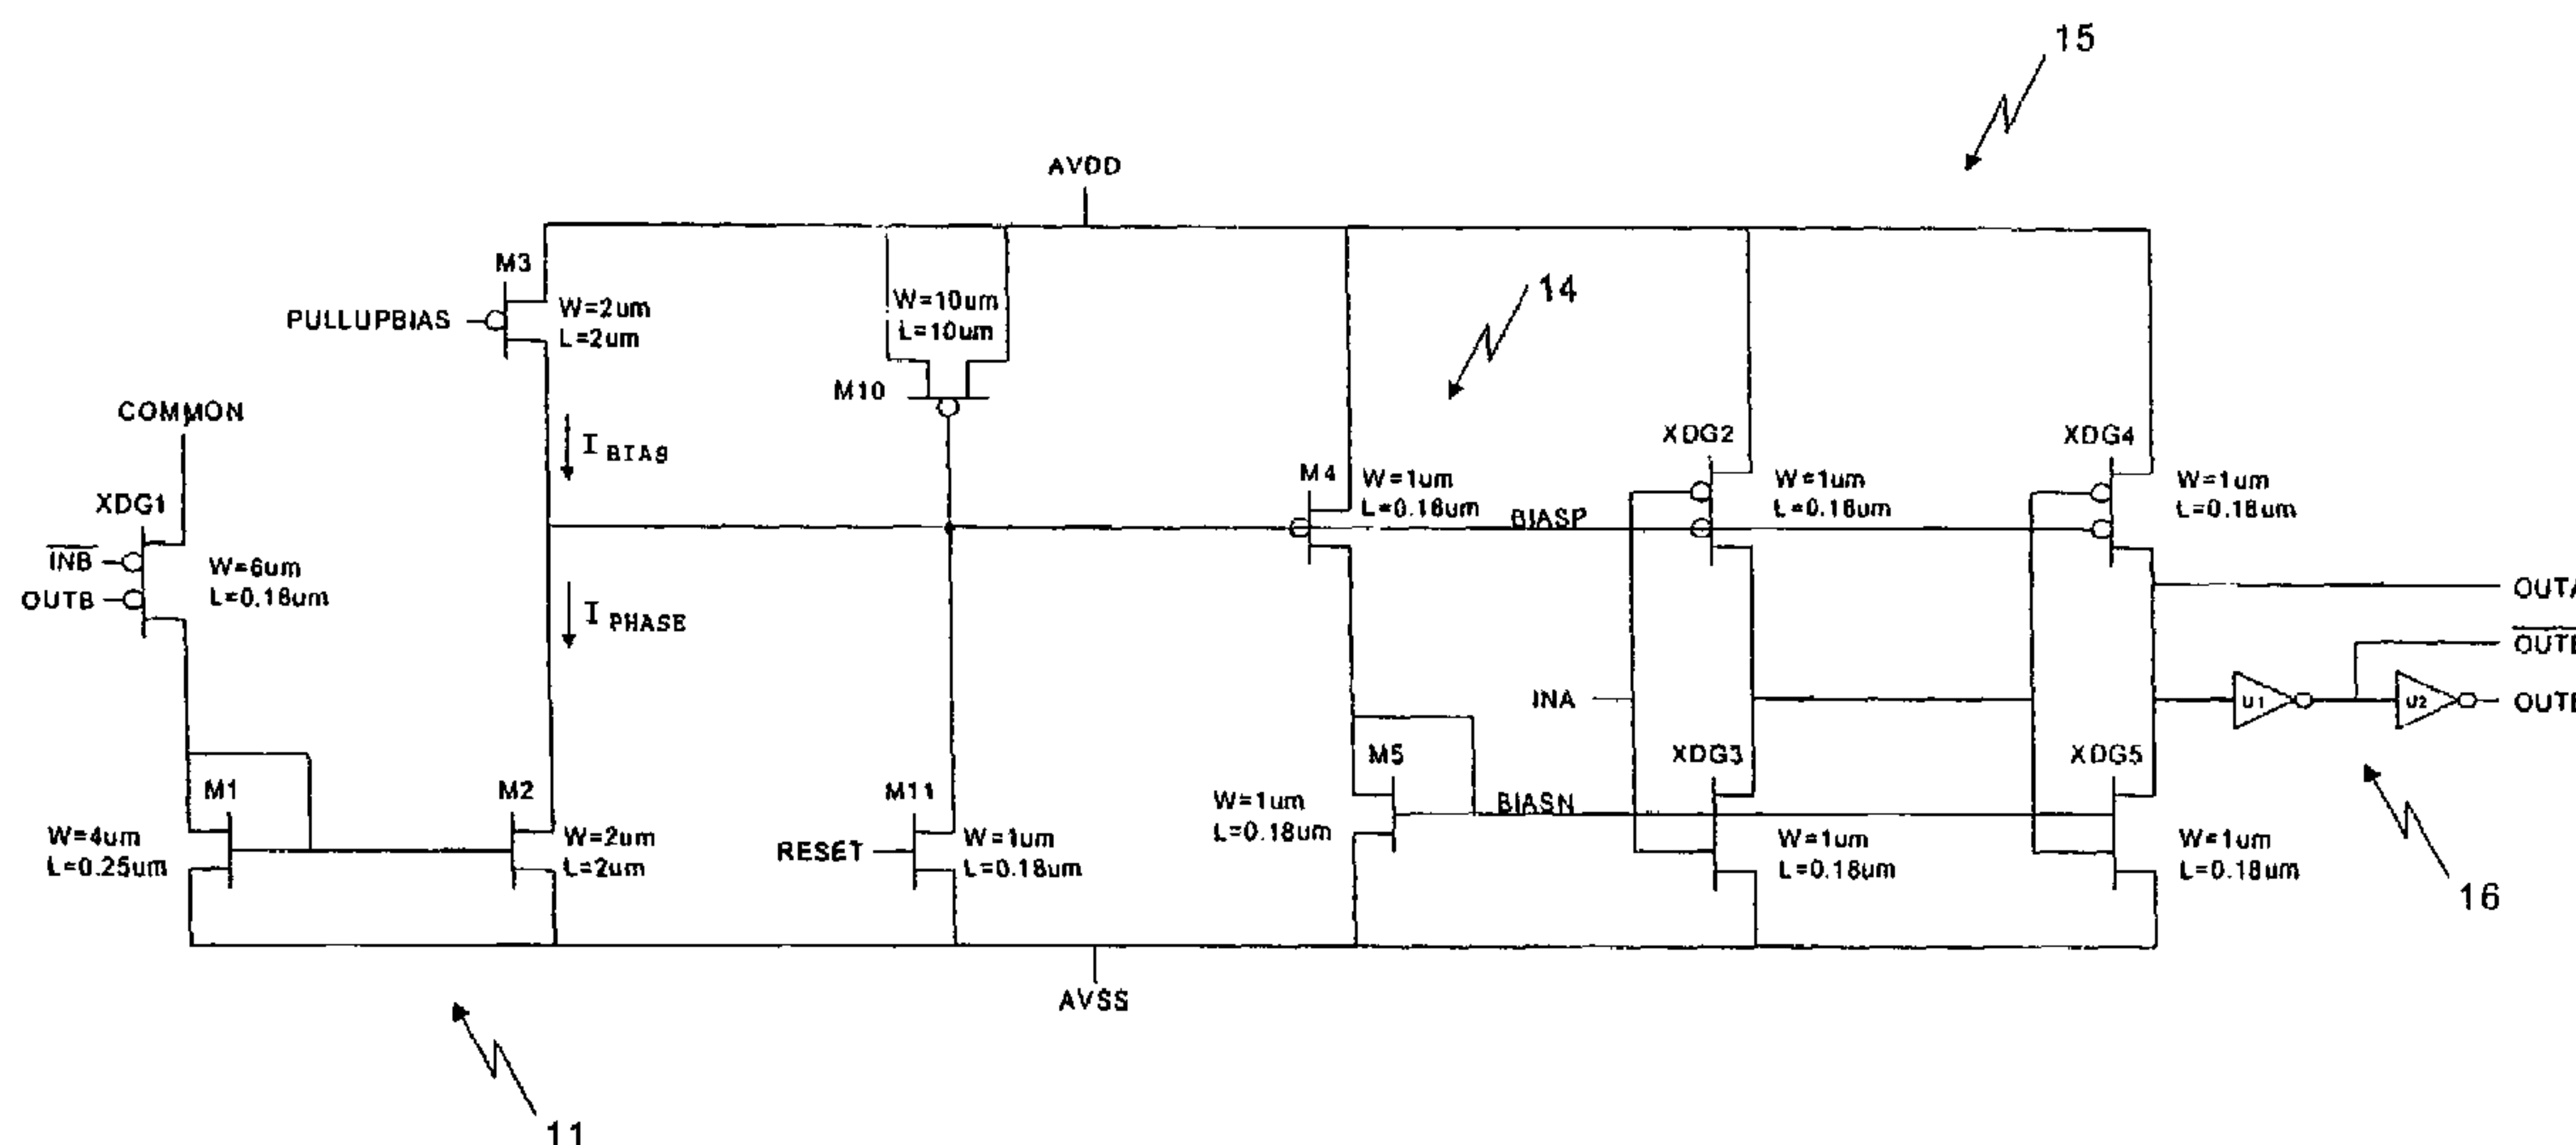 15
AVDD
M3
PULLUPBIAS
W=2um
L=2um
W=10um
L=10um
14
M10
COMMON
I BIAS
XDG1
INB
OUTB
W=6um
L=0.18um
I PHASE
M4
W=1um
L=0.18um
BIASP
XDG2
W=1um
L=0.18um
XDG4
W=1um
L=0.18um
INA
U1
U2
M1
W=4um
L=0.25um
M2
W=2um
L=2um
M11
RESET
W=1um
L=0.18um
M5
W=1um
L=0.18um
BIASN
XDG3
W=1um
L=0.18um
XDG5
W=1um
L=0.18um
16
AVSS
11